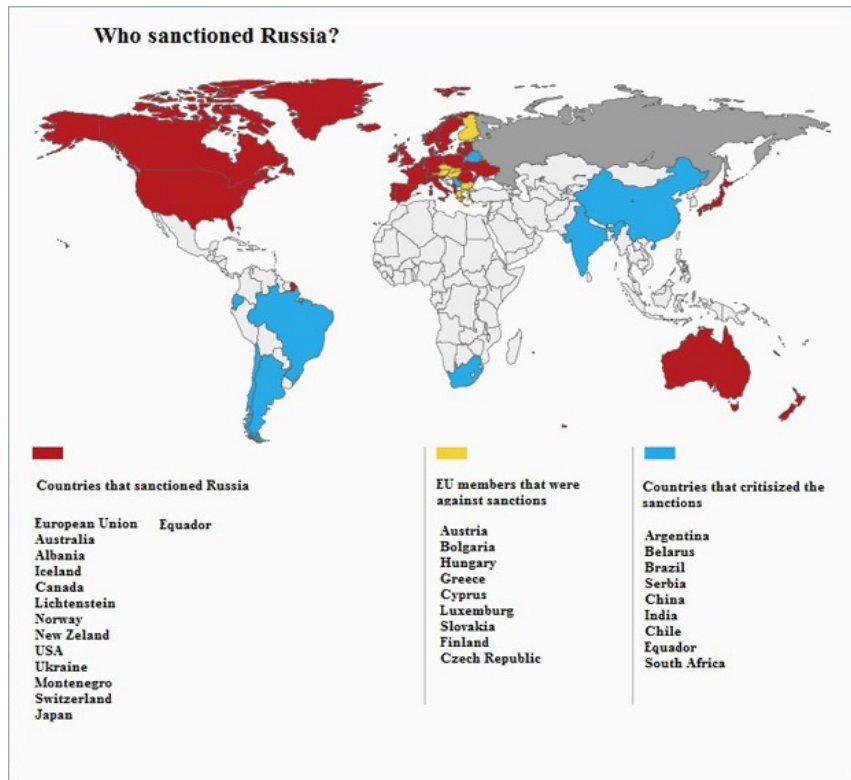 Who sanctioned Russia?
Countries that sanctioned Russia
European Union
Australia
Albania
Iceland
Canada
Lichtenstein
Norway
New Zeland
USA
Ukraine
Montenegro
Switzerland
Japan
Equador
EU members that were
against sanctions
Austria
Bolgaria
Hungary
Greece
Cyprus
Luxemburg
Slovakia
Finland
Czech Republic
Countries that critisized the
sanctions
Argentina
Belarus
Brazil
Serbia
China
India
Chile
Equador
South Africa